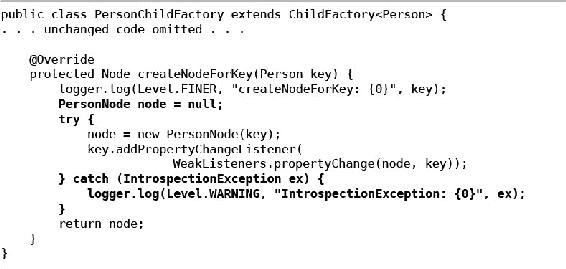 public class PersonChildFactory extends ChildFactory<Person> {
. . . unchanged code omitted . . .
@Override
protected Node createNodeForKey(Person key) {
logger.log(Level.FINER, "createNodeForKey: {0}", key);
PersonNode node = null;
try {
node = new PersonNode(key);
key.addPropertyChangeListener(
WeakListeners.propertyChange(node, key));
} catch (IntrospectionException ex) {
logger.log(Level.WARNING, "IntrospectionException: {0}", ex);
}
return node;
}
}